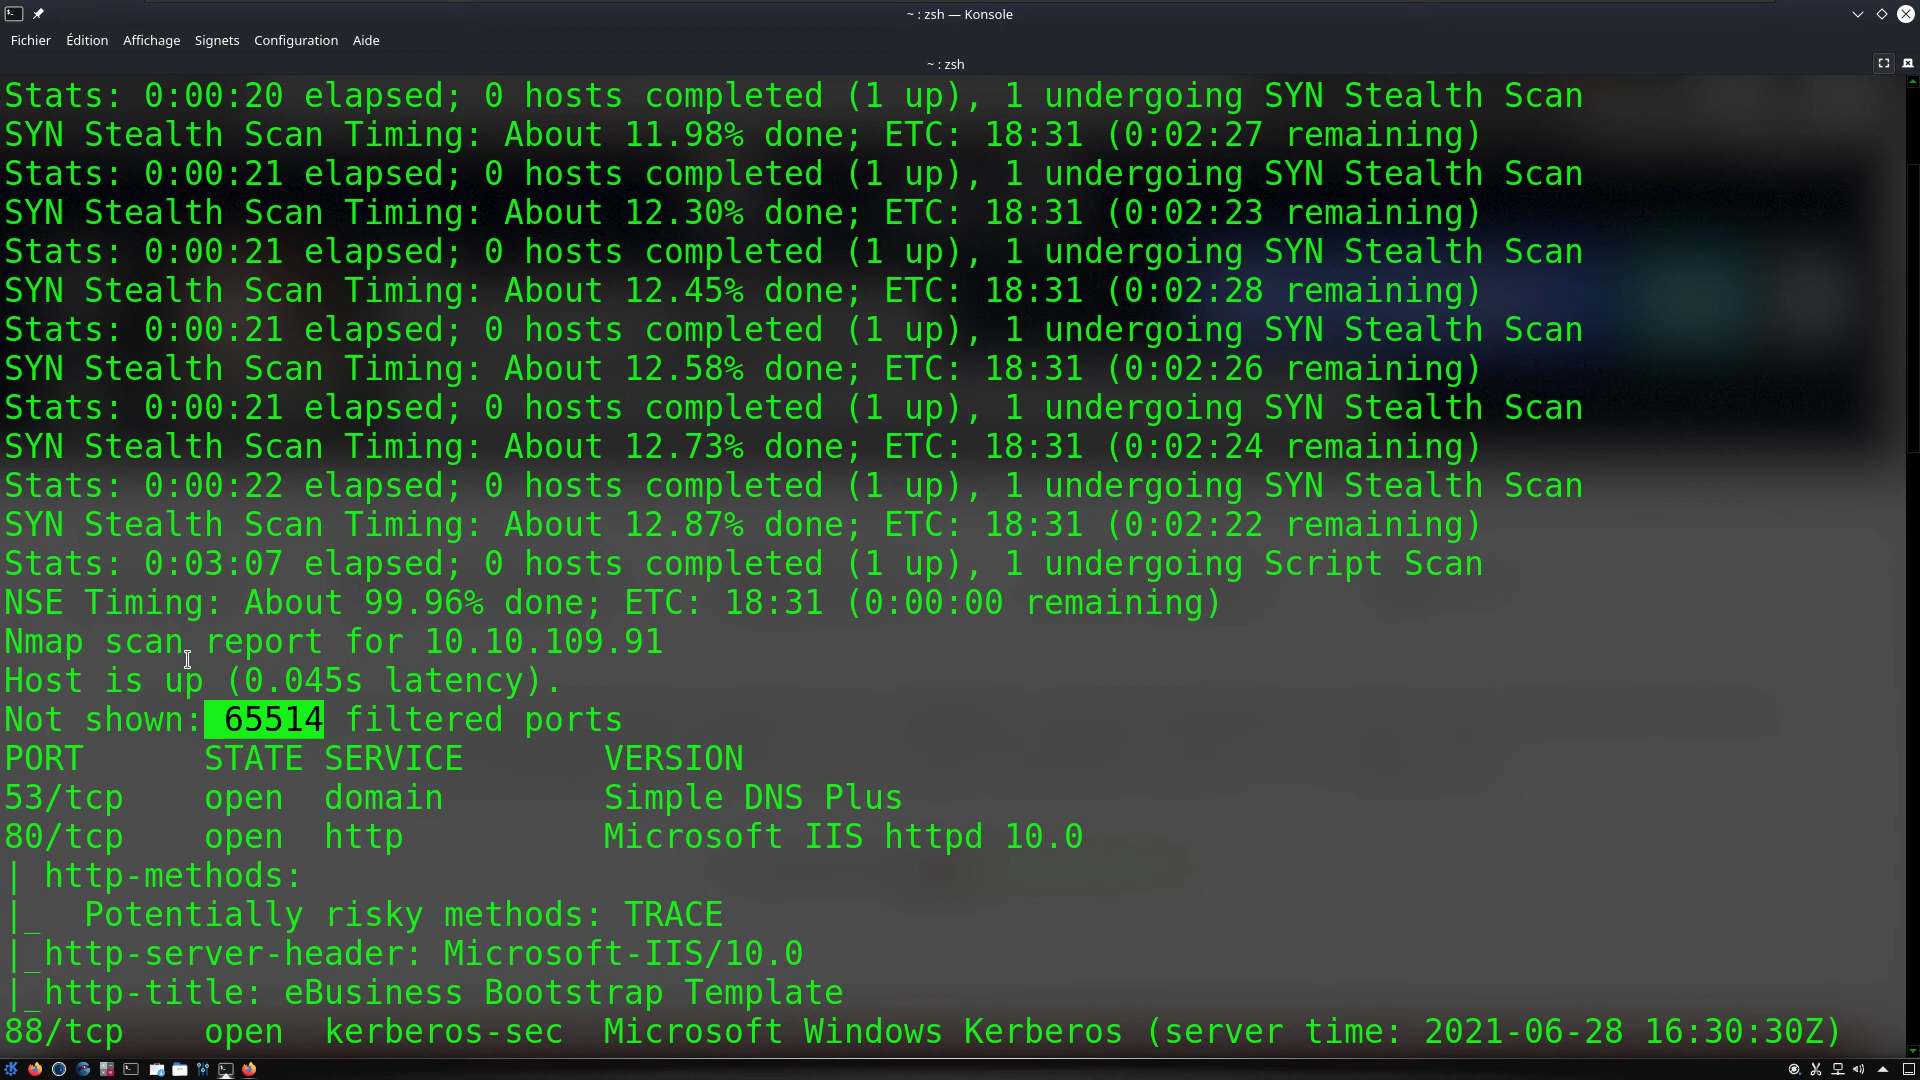 ~ : zsh — Konsole
Fichier Édition Affichage Signets Configuration Aide
~ : zsh
Stats: 0:00:20 elapsed; 0 hosts completed (1 up), 1 undergoing SYN Stealth Scan
SYN Stealth Scan Timing: About 11.98% done; ETC: 18:31 (0:02:27 remaining)
Stats: 0:00:21 elapsed; 0 hosts completed (1 up), 1 undergoing SYN Stealth Scan
SYN Stealth Scan Timing: About 12.30% done; ETC: 18:31 (0:02:23 remaining)
Stats: 0:00:21 elapsed; 0 hosts completed (1 up), 1 undergoing SYN Stealth Scan
SYN Stealth Scan Timing: About 12.45% done; ETC: 18:31 (0:02:28 remaining)
Stats: 0:00:21 elapsed; 0 hosts completed (1 up), 1 undergoing SYN Stealth Scan
SYN Stealth Scan Timing: About 12.58% done; ETC: 18:31 (0:02:26 remaining)
Stats: 0:00:21 elapsed; 0 hosts completed (1 up), 1 undergoing SYN Stealth Scan
SYN Stealth Scan Timing: About 12.73% done; ETC: 18:31 (0:02:24 remaining)
Stats: 0:00:22 elapsed; 0 hosts completed (1 up), 1 undergoing SYN Stealth Scan
SYN Stealth Scan Timing: About 12.87% done; ETC: 18:31 (0:02:22 remaining)
Stats: 0:03:07 elapsed; 0 hosts completed (1 up), 1 undergoing Script Scan
NSE Timing: About 99.96% done; ETC: 18:31 (0:00:00 remaining)
Nmap scan report for 10.10.109.91
Host is up (0.045s latency).
Not shown: 65514 filtered ports
PORT      STATE SERVICE       VERSION
53/tcp    open  domain        Simple DNS Plus
80/tcp    open  http          Microsoft IIS httpd 10.0
| http-methods:
|_  Potentially risky methods: TRACE
|_http-server-header: Microsoft-IIS/10.0
|_http-title: eBusiness Bootstrap Template
88/tcp    open  kerberos-sec  Microsoft Windows Kerberos (server time: 2021-06-28 16:30:30Z)